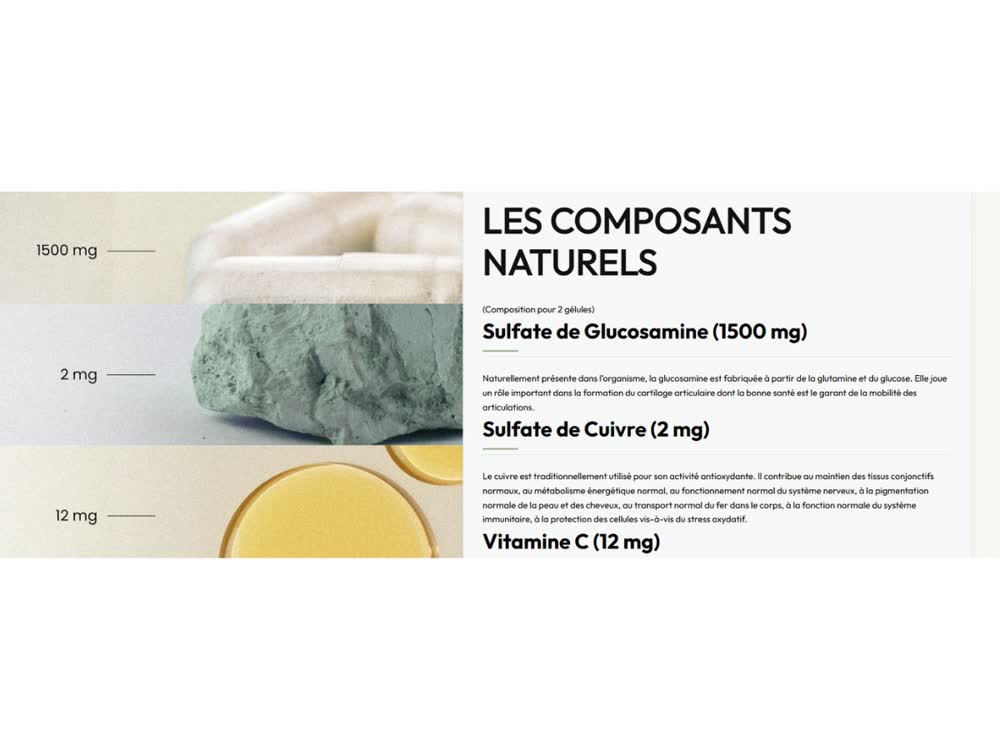 1500 mg
2 mg
12 mg
LES COMPOSANTS
NATURELS
(Composition pour 2 gélules)
Sulfate de Glucosamine (1500 mg)
Naturellement présente dans l'organisme, la glucosamine est fabriquée à partir de la glutamine et du glucose. Elle joue
un rôle important dans la formation du cartilage articulaire dont la bonne santé est le garant de la mobilité des
articulations.
Sulfate de Cuivre (2 mg)
Le cuivre est traditionnellement utilisé pour son activité antioxydante. Il contribue au maintien des tissus conjonctifs
normaux, au métabolisme énergétique normal, au fonctionnement normal du système nerveux, à la pigmentation
normale de la peau et des cheveux, au transport normal du fer dans le corps, à la fonction normale du système
immunitaire, à la protection des cellules vis-à-vis du stress oxydatif.
Vitamine C (12 mg)